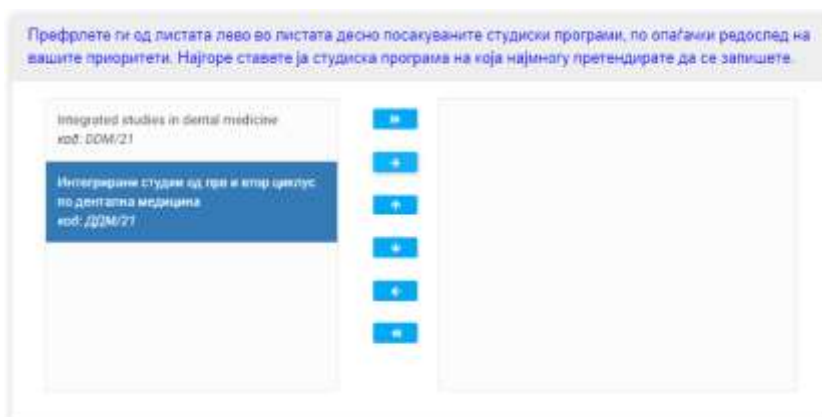 Префрлете ги од листата лево во листата десно посакуваните студиски програми, по опаѓачки редослед на
вашите приоритети. Најгоре ставете ја студиска програма на која најмногу претендирате да се запишете.
Integrated studies in dental medicine
код: DDM/21
Интегрирани студии од прв и втор циклус
по дентална медицина
код: ДДМ/21